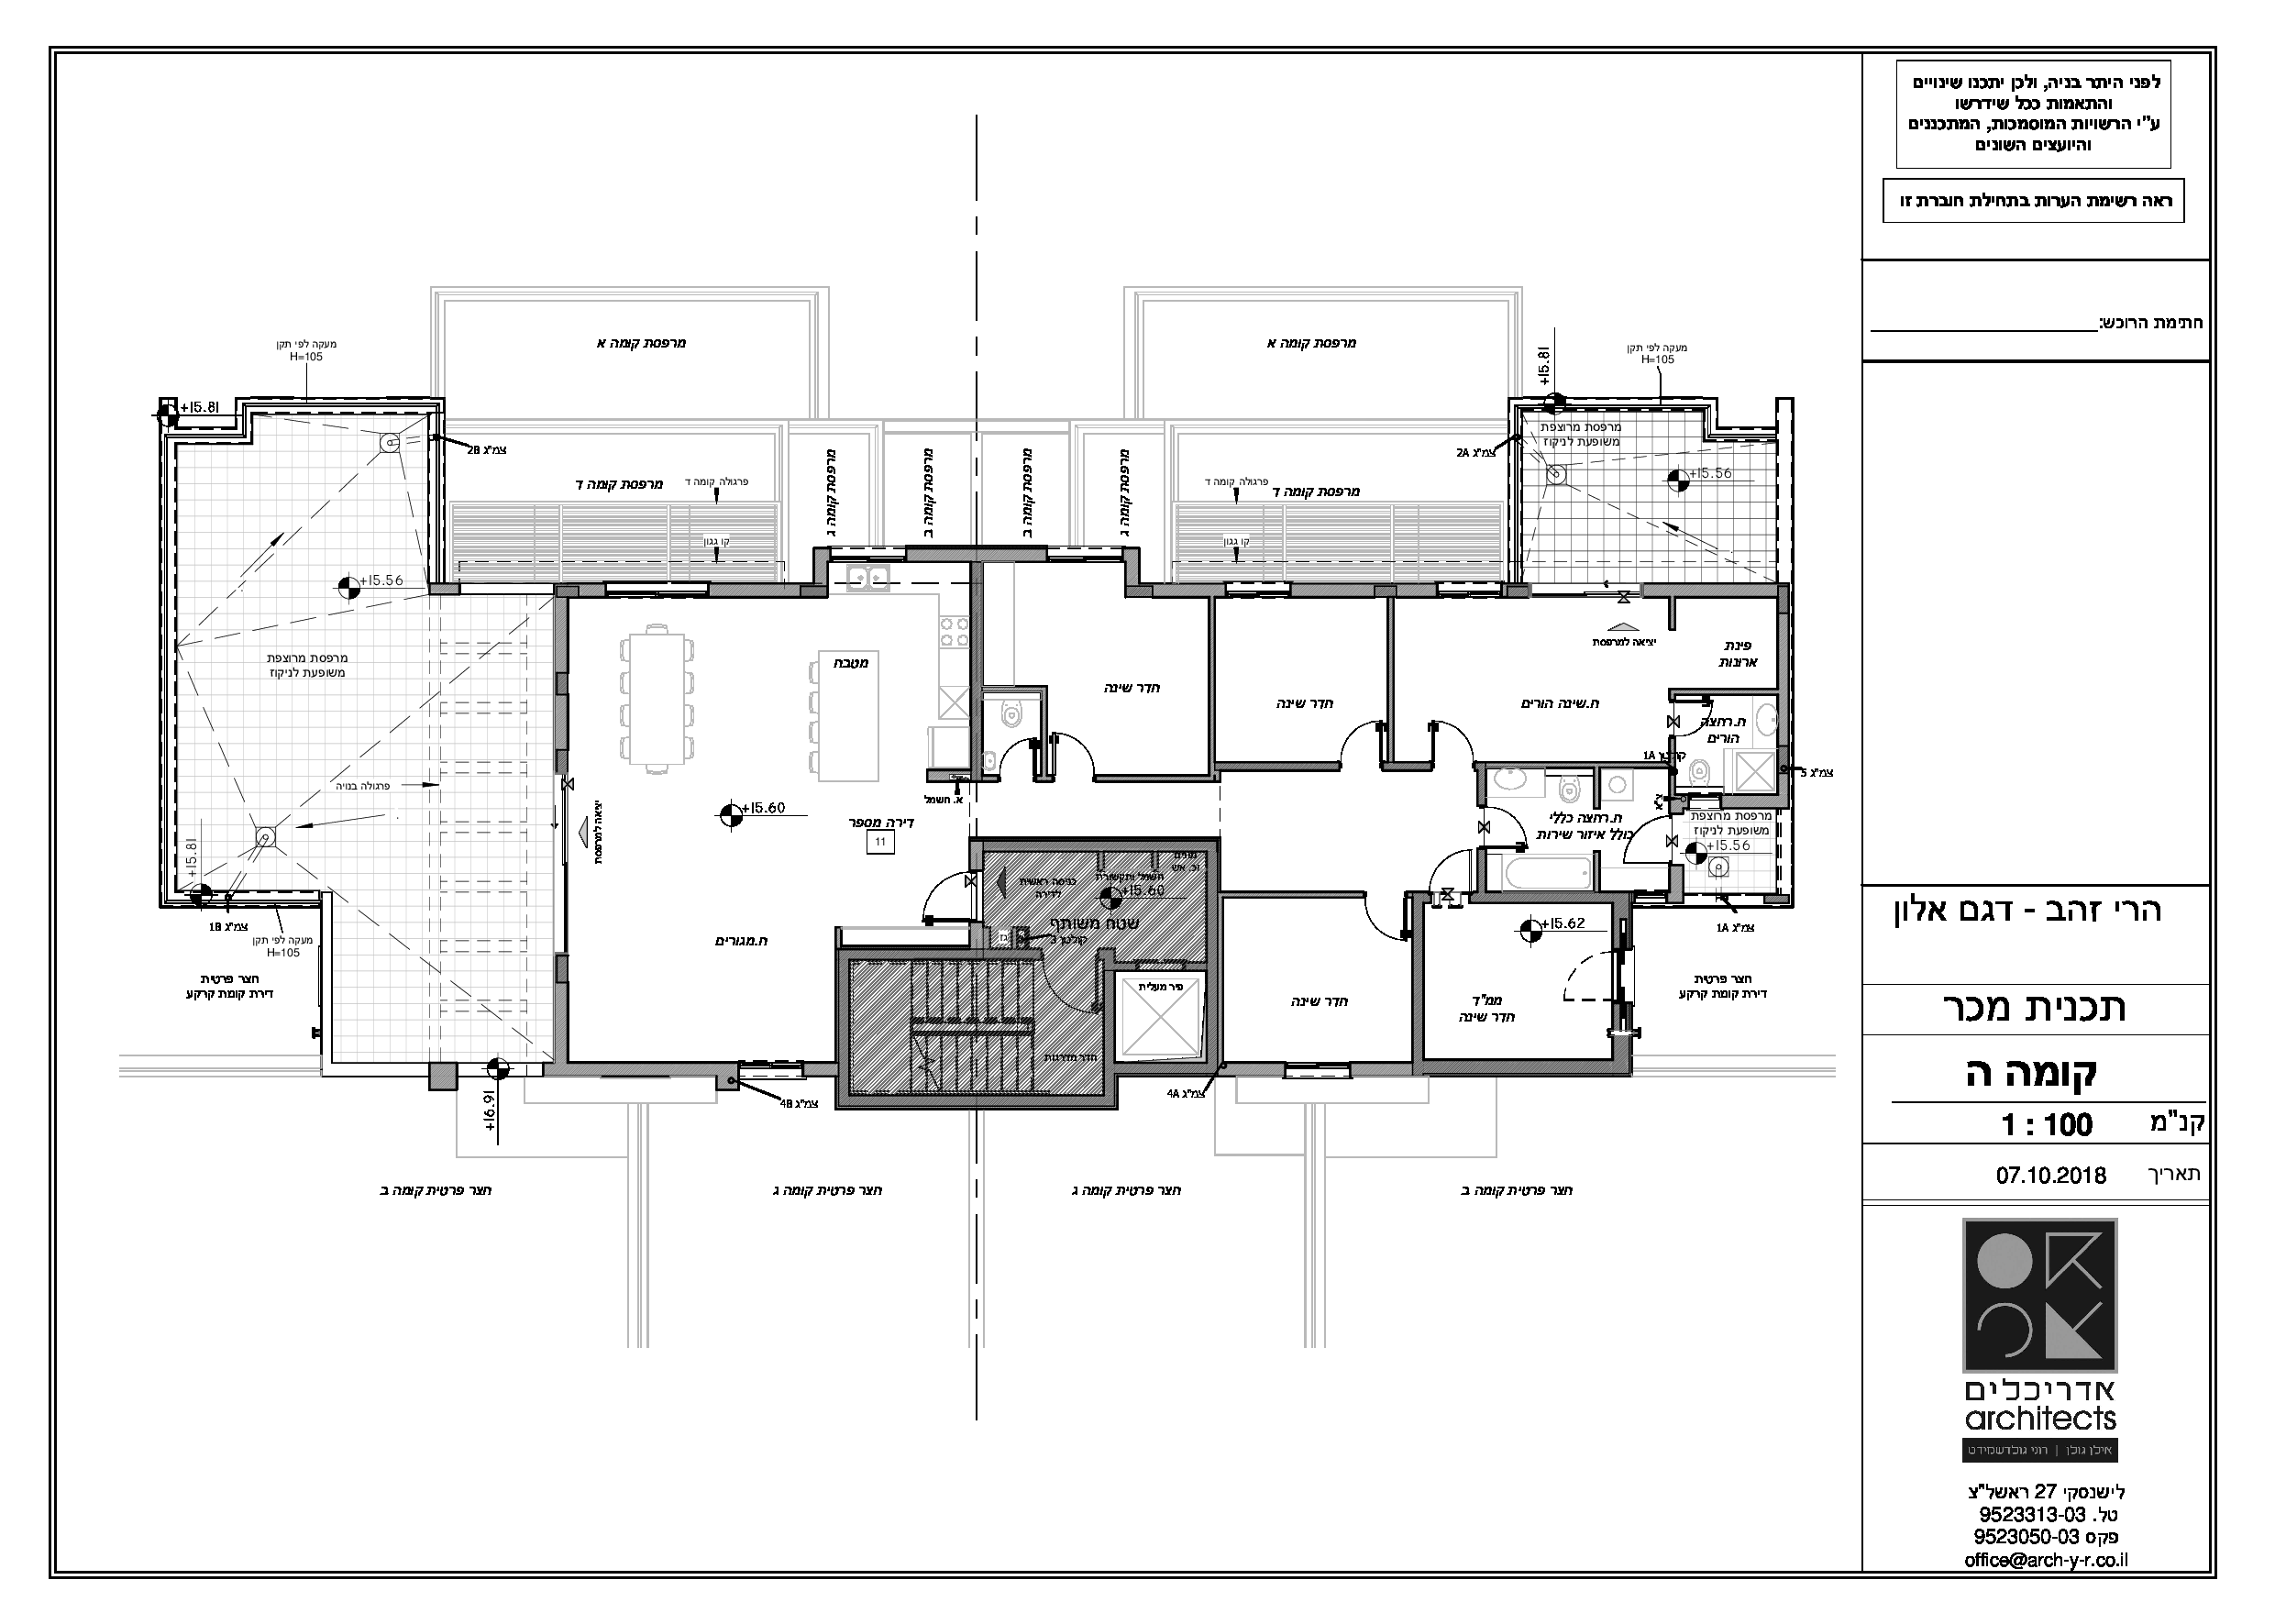 לפני היתר בניה, ולכן יתכנו שינויים
והתאמות ככל שידרשו
ע"י הרשויות המוסמכות, המתכננים
והיועצים השונים
ראה רשימת הערות בתחילת חוברת זו
חתימת הרוכש:
מרפסת קומה א
מרפסת קומה א
מעקה לפי תקן
H=105
מעקה לפי תקן
H=105
+15.81
+15.81
צמ"ג 2B
צמ"ג 2A
מרפסת מרוצפת
משופעת לניקוז
+15.56
מרפסת קומה ד
פרגולה קומה ד
קו גגון
מרפסת קומה ג
מרפסת קומה ב
מרפסת קומה ב
מרפסת קומה ג
פרגולה קומה ד
מרפסת קומה ד
קו גגון
+15.56
מרפסת מרוצפת
משופעת לניקוז
פרגולה בנויה
יציאה למרפסת
מטבח
חדר שינה
חדר שינה
ח.שינה הורים
יציאה למרפסת
פינת
ארונות
ח.רחצה
הורים
קולטן 1A
צמ"ג 5
א. חשמל
+15.60
דירה מספר
11
ח.רחצה כללי
כולל איזור שירות
מרפסת מרוצפת
משופעת לניקוז
+15.56
+15.81
צמ"ג 1B
מעקה לפי תקן
H=105
חצר פרטית
דירת קומת קרקע
ח.מגורים
כניסה ראשית
לדירה
חשמל ותקשורת
+15.60
שטח משותף
קולטן 3
גז
פיר מעלית
חדר מדרגות
חדר שינה
+15.62
ממ"ד
חדר שינה
צמ"ג 1A
חצר פרטית
דירת קומת קרקע
+16.91
צמ"ג 4B
צמ"ג 4A
חצר פרטית קומה ב
חצר פרטית קומה ג
חצר פרטית קומה ג
חצר פרטית קומה ב
הרי זהב - דגם אלון
תכנית מכר
קומה ה
קנ"מ 1 : 100
תאריך 07.10.2018
אדריכלים
architects
אילן גולן | רוני גולדשמידט
לישנסקי 27 ראשל"צ
טל. 9523313-03
פקס 9523050-03
office@arch-y-r.co.il